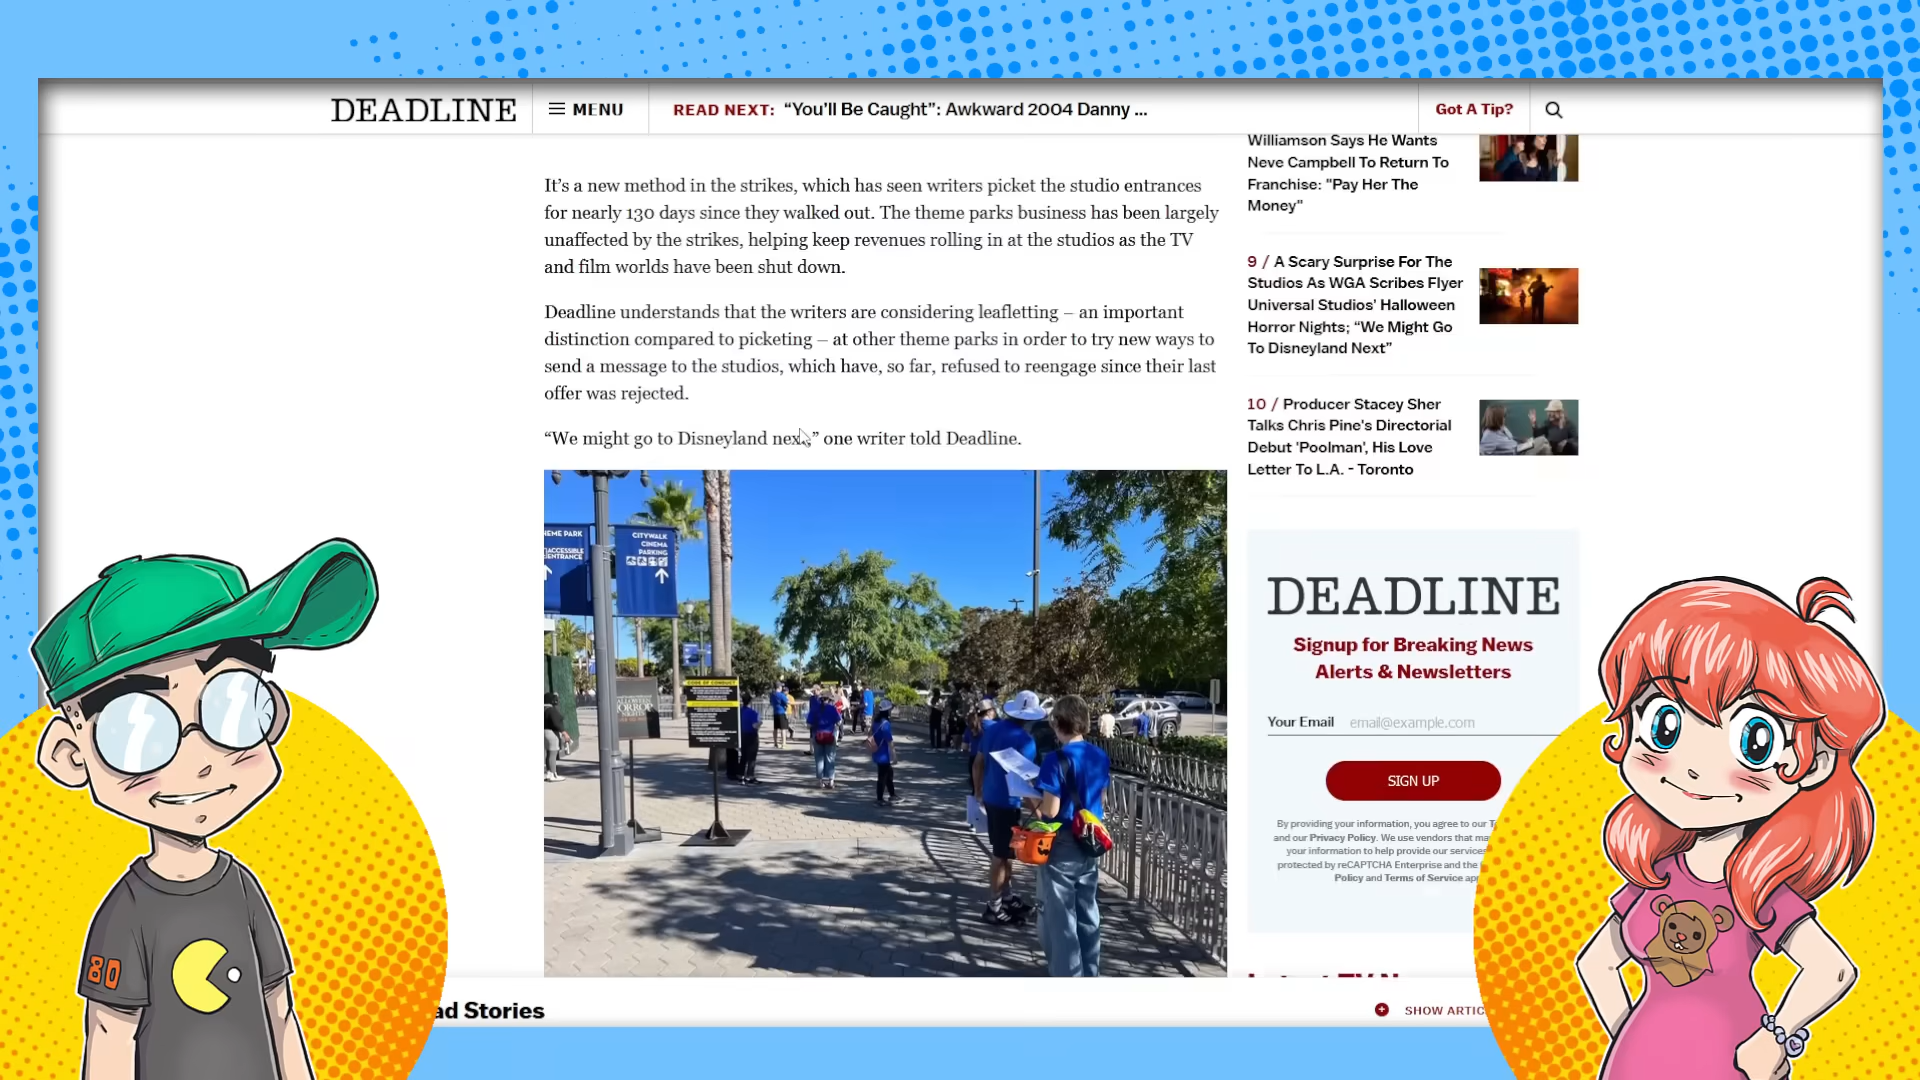 DEADLINE
MENU
READ NEXT: “You’ll Be Caught”: Awkward 2004 Danny ...
Got A Tip?
It’s a new method in the strikes, which has seen writers picket the studio entrances
for nearly 130 days since they walked out. The theme parks business has been largely
unaffected by the strikes, helping keep revenues rolling in at the studios as the TV
and film worlds have been shut down.
Deadline understands that the writers are considering leafletting – an important
distinction compared to picketing – at other theme parks in order to try new ways to
send a message to the studios, which have, so far, refused to reengage since their last
offer was rejected.
“We might go to Disneyland next,” one writer told Deadline.
EME PARK
ACCESSIBLE
ENTRANCE
CITYWALK
CINEMA
PARKING
CODE OF CONDUCT
Williamson Says He Wants
Neve Campbell To Return To
Franchise: "Pay Her The
Money"
9 / A Scary Surprise For The
Studios As WGA Scribes Flyer
Universal Studios’ Halloween
Horror Nights; “We Might Go
To Disneyland Next”
10 / Producer Stacey Sher
Talks Chris Pine’s Directorial
Debut ‘Poolman’, His Love
Letter To L.A. - Toronto
DEADLINE
Signup for Breaking News
Alerts & Newsletters
Your Email email@example.com
SIGN UP
By providing your information, you agree to our
and our Privacy Policy. We use vendors that
your information to help provide our
protected by reCAPTCHA Enterprise and the
Policy and Terms of Service
ad Stories
SHOW ARTIC
80